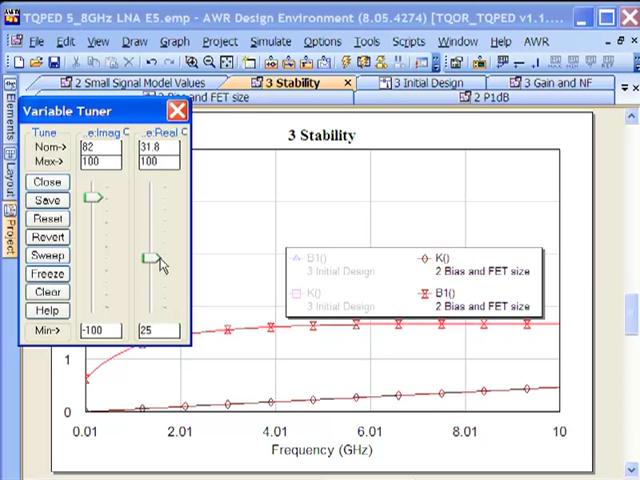 TQPED 5_8GHz LNA E5.emp - AWR Design Environment (8.05.4274) [TQOR_TQPED v1.1...
File Edit View Draw Graph Project Simulate Options Tools Scripts Window Help AWR
2 Small Signal Model Values
3 Stability
3 Initial Design
3 Gain and NF
Bias and FET size
2 P1dB
Elements
Layout
Project
Variable Tuner
Tune ..e:Imag C ..e:Real C
Nom-> 82 31.8
Max-> 100 100
Close
Save
Reset
Revert
Sweep
Freeze
Clear
Help
Min-> -100 25
3 Stability
B1()
3 Initial Design
K()
2 Bias and FET size
K()
3 Initial Design
B1()
2 Bias and FET size
1
0
0.01 2.01 4.01 6.01 8.01 10
Frequency (GHz)